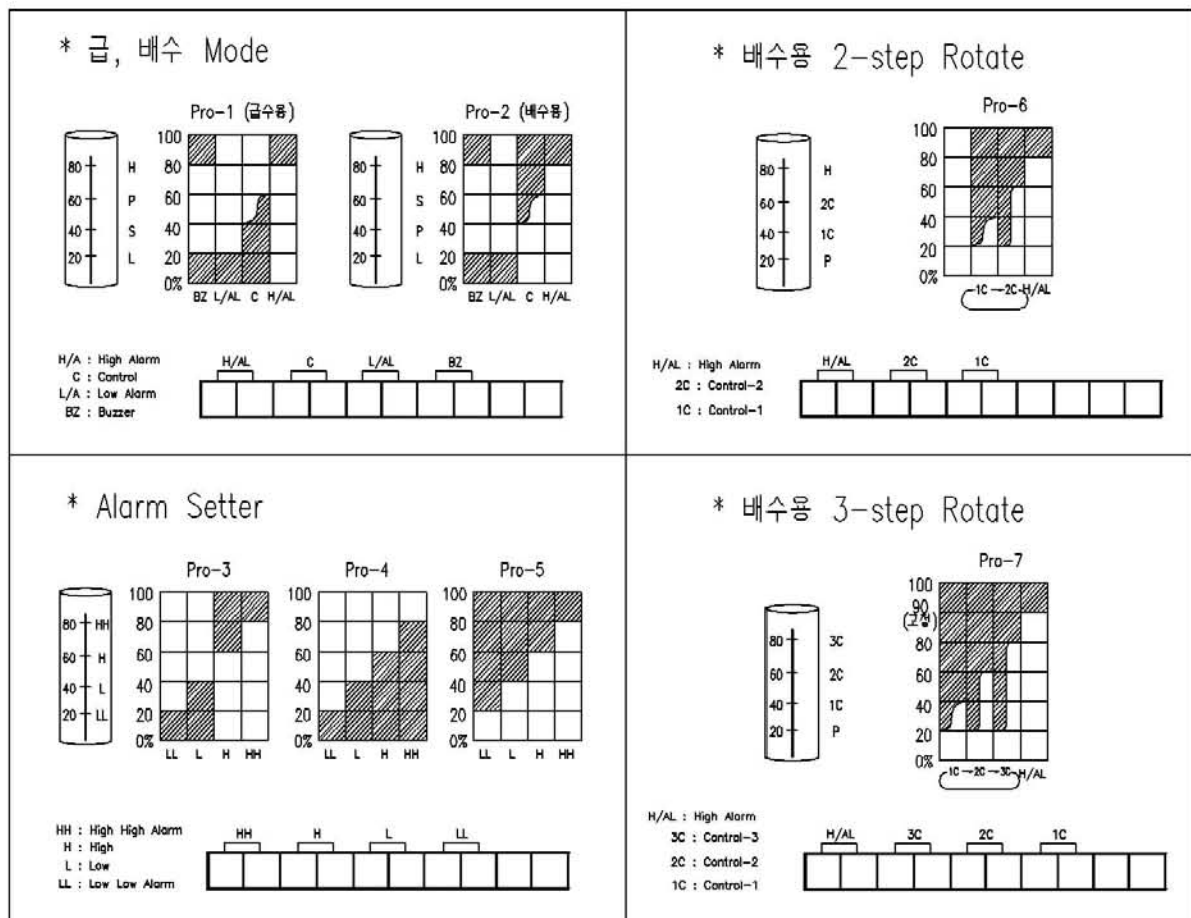 * 급, 배수 Mode
Pro-1 (급수용)
Pro-2 (배수용)
80 H
60 P
40 S
20 L
100
80
60
40
20
0%
BZ L/AL C H/AL
80 H
60 S
40 P
20 L
100
80
60
40
20
0%
BZ L/AL C H/AL
H/A : High Alarm
C : Control
L/A : Low Alarm
BZ : Buzzer
H/AL C L/AL BZ
* 배수용 2-step Rotate
Pro-6
80 H
60 2C
40 1C
20 P
100
80
60
40
20
0%
1C → 2C H/AL
H/AL : High Alarm
2C : Control-2
1C : Control-1
H/AL 2C 1C
* Alarm Setter
Pro-3
Pro-4
Pro-5
80 HH
60 H
40 L
20 LL
100
80
60
40
20
0%
LL L H HH
100
80
60
40
20
0%
LL L H HH
100
80
60
40
20
0%
LL L H HH
HH : High High Alarm
H : High
L : Low
LL : Low Low Alarm
HH H L LL
* 배수용 3-step Rotate
Pro-7
80 3C
60 2C
40 1C
20 P
100
90
80
60
40
20
0%
1C → 2C → 3C H/AL
H/AL : High Alarm
3C : Control-3
2C : Control-2
1C : Control-1
H/AL 3C 2C 1C